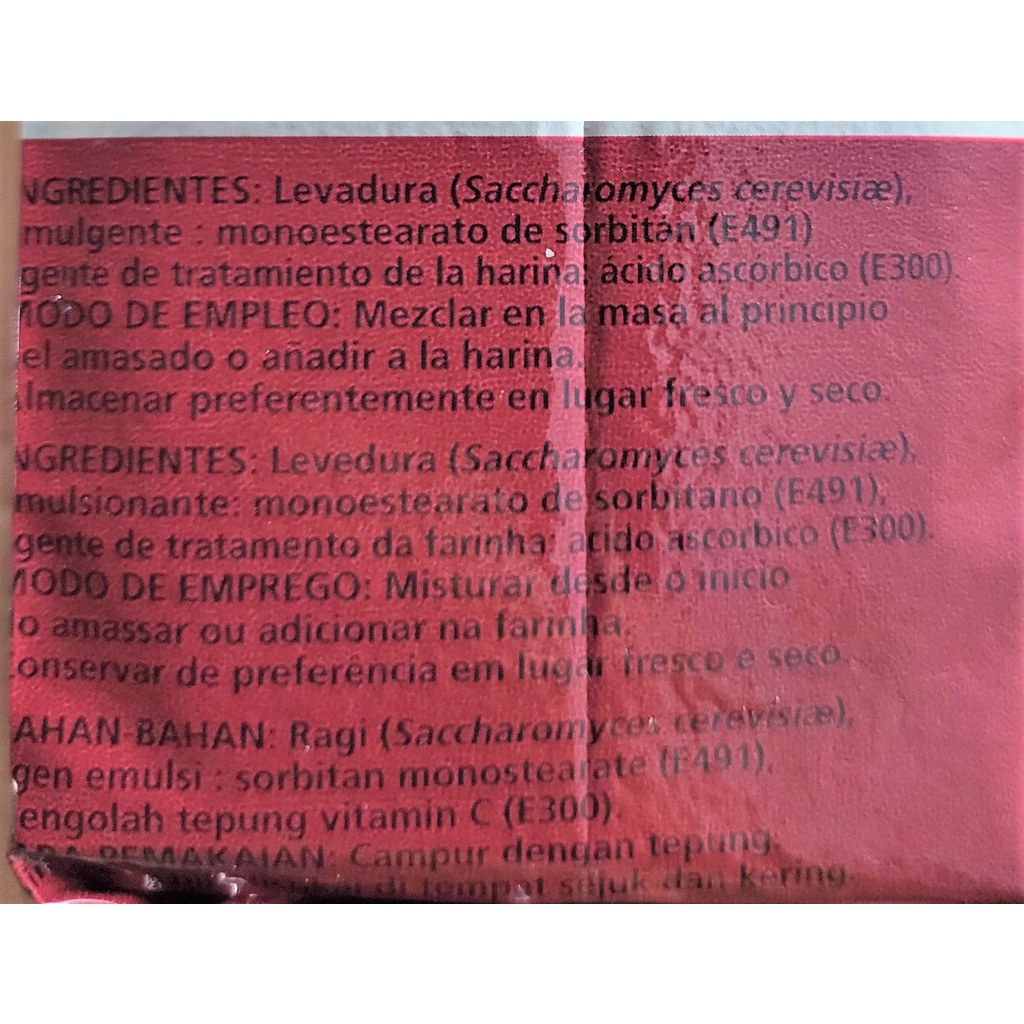 NGREDIENTES: Levadura (Saccharomyces cerevisiæ),
mulgente : monoestearato de sorbitán (E491)
gente de tratamiento de la harina: ácido ascórbico (E300).
MODO DE EMPLEO: Mezclar en la masa al principio
el amasado o añadir a la harina.
lmacenar preferentemente en lugar fresco y seco.
NGREDIENTES: Levedura (Saccharomyces cerevisiæ),
mulsionante: monoestearato de sorbitano (E491),
gente de tratamento da farinha: ácido ascorbico (E300).
MODO DE EMPREGO: Misturar desde o inicio
o amassar ou adicionar na farinha.
onservar de preferência em lugar fresco e seco.
AHAN-BAHAN: Ragi (Saccharomyces cerevisiæ),
gen emulsi : sorbitan monostearate (E491),
engolah tepung vitamin C (E300).
PEMAKAIAN: Campur dengan tepung.
di tempat sejuk dan kering.